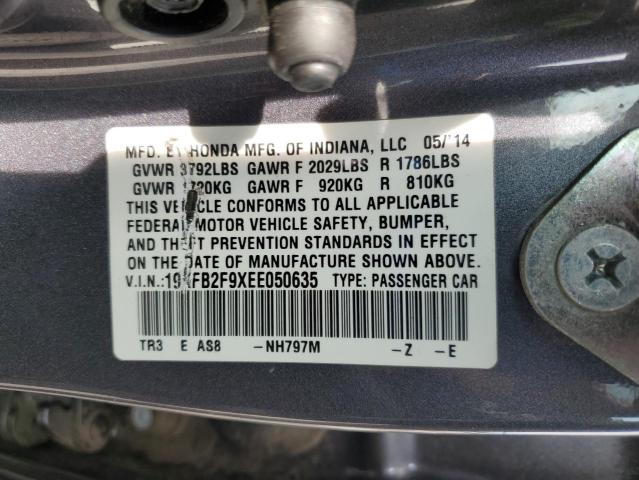 MFD. BY HONDA MFG. OF INDIANA, LLC 05/14
GVWR 3792LBS GAWR F 2029LBS R 1786LBS
GVWR 1720KG GAWR F 920KG R 810KG
THIS VEHICLE CONFORMS TO ALL APPLICABLE
FEDERAL MOTOR VEHICLE SAFETY, BUMPER,
AND THEFT PREVENTION STANDARDS IN EFFECT
ON THE DATE OF MANUFACTURE SHOWN ABOVE.
V.I.N.:19XFB2F9XEE050635 TYPE: PASSENGER CAR
TR3 E AS8 -NH797M -Z -E